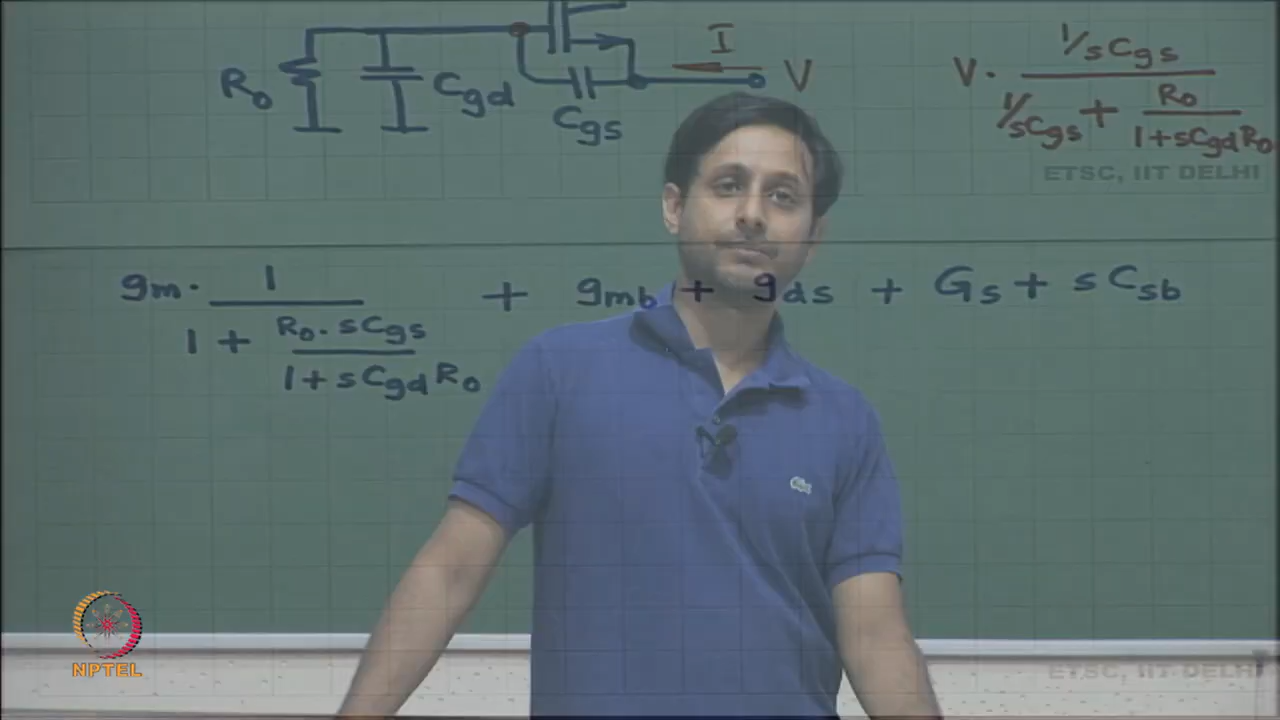 I
V
R₀
Cgd
Cgs
V · (1/sCgs) / (1/sCgs + R₀/(1+sCgdR₀))
ETSC, IIT DELHI
gm · 1 / (1 + R₀·sCgs/(1+sCgdR₀)) + gmb + gds + Gs + sCsb
NPTEL
ETSC, IIT DELHI